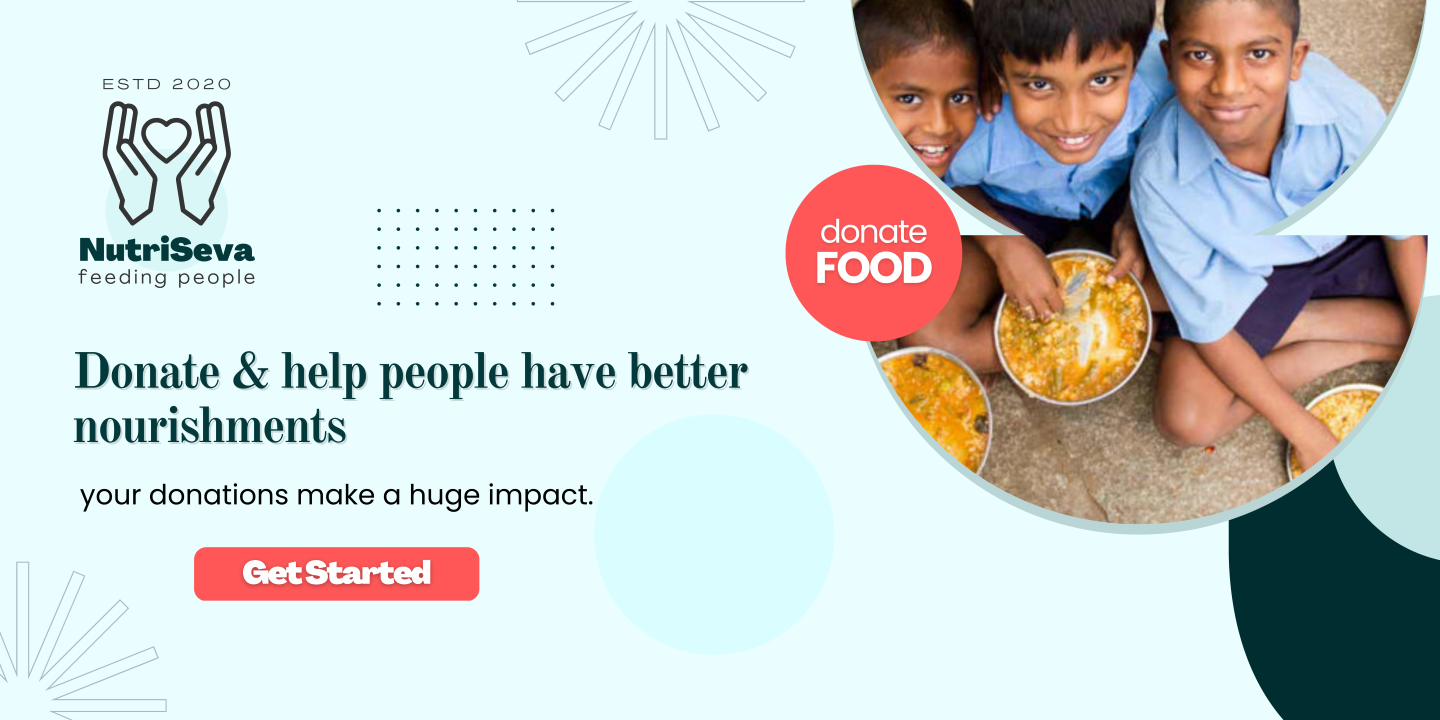 ESTD 2020
NutriSeva
feeding people
donate
FOOD
Donate & help people have better
nourishments
your donations make a huge impact.
Get Started